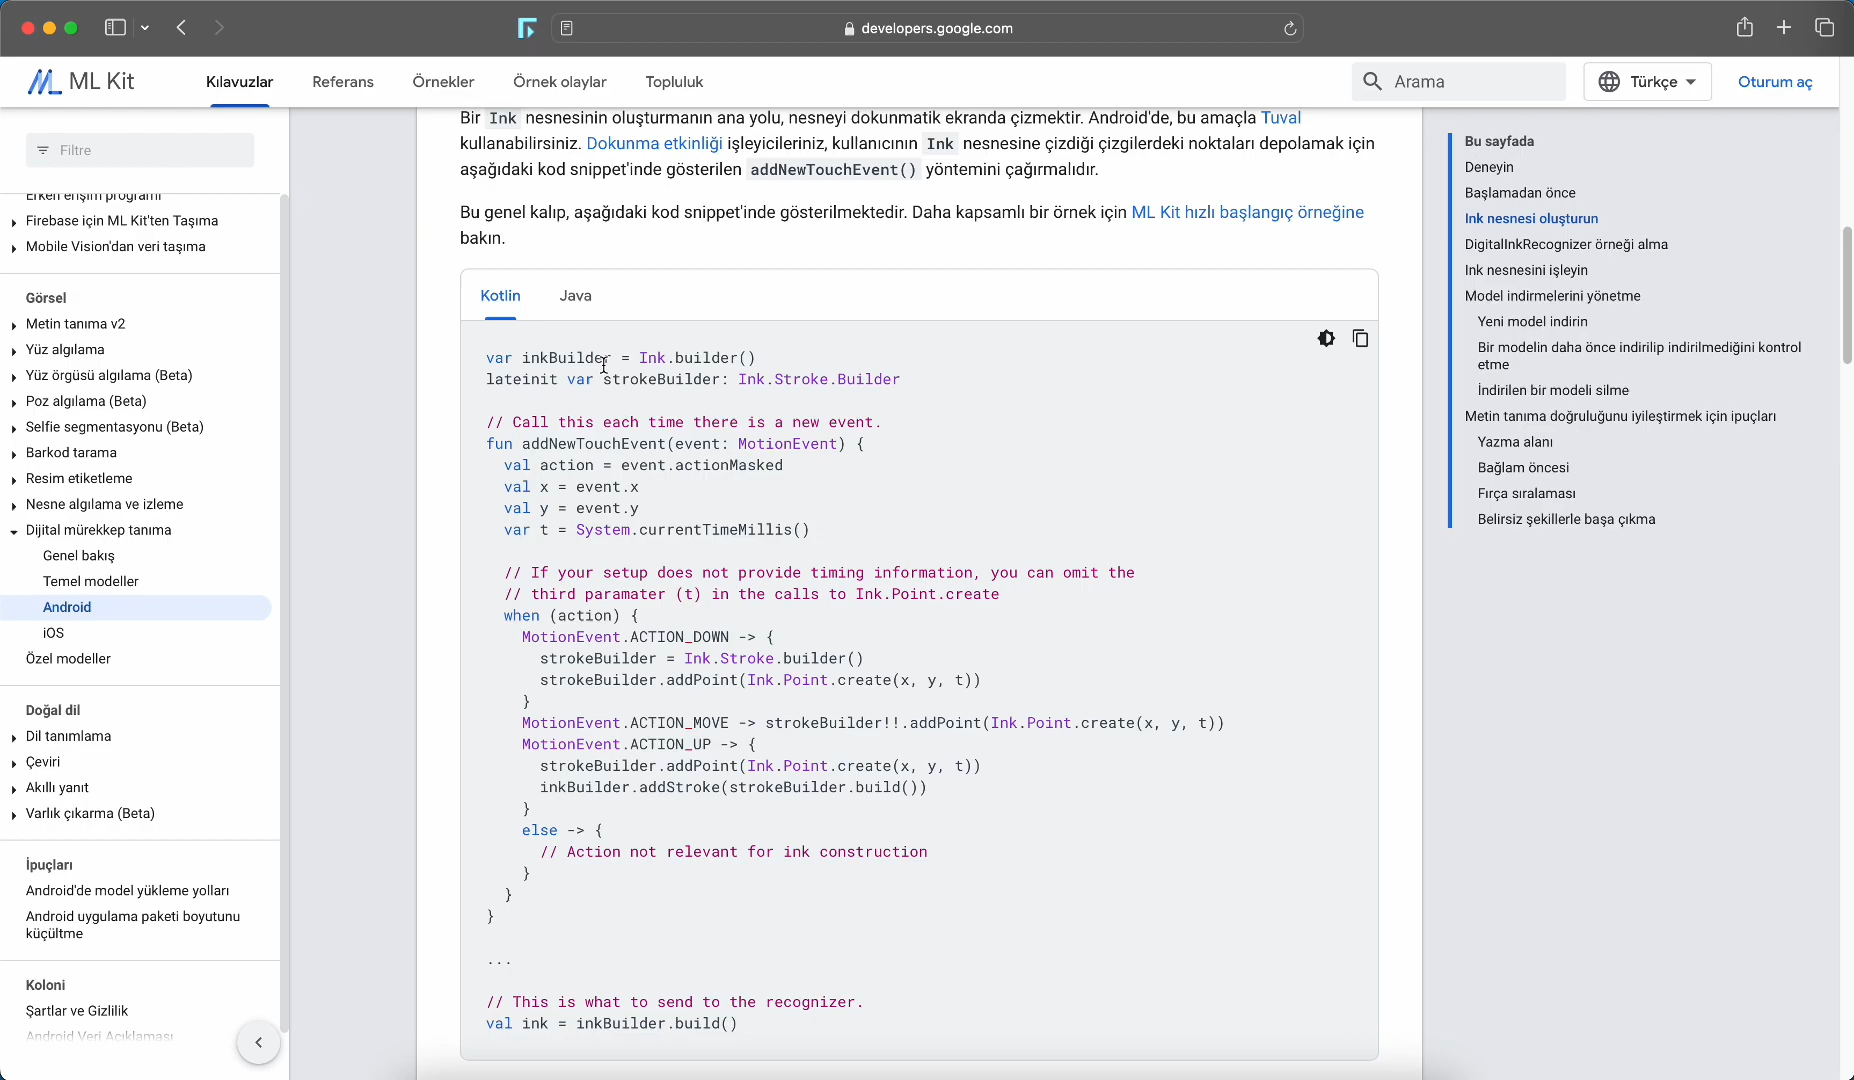 developers.google.com
ML Kit
Kılavuzlar
Referans
Örnekler
Örnek olaylar
Topluluk
Arama
Türkçe
Oturum aç
Filtre
Erken erişim programı
Firebase için ML Kit'ten Taşıma
Mobile Vision'dan veri taşıma
Görsel
Metin tanıma v2
Yüz algılama
Yüz örgüsü algılama (Beta)
Poz algılama (Beta)
Selfie segmentasyonu (Beta)
Barkod tarama
Resim etiketleme
Nesne algılama ve izleme
Dijital mürekkep tanıma
Genel bakış
Temel modeller
Android
iOS
Özel modeller
Doğal dil
Dil tanımlama
Çeviri
Akıllı yanıt
Varlık çıkarma (Beta)
İpuçları
Android'de model yükleme yolları
Android uygulama paketi boyutunu
küçültme
Koloni
Şartlar ve Gizlilik
Android Veri Açıklaması
Bir Ink nesnesinin oluşturmanın ana yolu, nesneyi dokunmatik ekranda çizmektir. Android'de, bu amaçla Tuval
kullanabilirsiniz. Dokunma etkinliği işleyicileriniz, kullanıcının Ink nesnesine çizdiği çizgilerdeki noktaları depolamak için
aşağıdaki kod snippet'inde gösterilen addNewTouchEvent() yöntemini çağırmalıdır.
Bu genel kalıp, aşağıdaki kod snippet'inde gösterilmektedir. Daha kapsamlı bir örnek için ML Kit hızlı başlangıç örneğine
bakın.
Kotlin
Java
var inkBuilder = Ink.builder()
lateinit var strokeBuilder: Ink.Stroke.Builder
// Call this each time there is a new event.
fun addNewTouchEvent(event: MotionEvent) {
val action = event.actionMasked
val x = event.x
val y = event.y
var t = System.currentTimeMillis()
// If your setup does not provide timing information, you can omit the
// third paramater (t) in the calls to Ink.Point.create
when (action) {
MotionEvent.ACTION_DOWN -> {
strokeBuilder = Ink.Stroke.builder()
strokeBuilder.addPoint(Ink.Point.create(x, y, t))
}
MotionEvent.ACTION_MOVE -> strokeBuilder!!.addPoint(Ink.Point.create(x, y, t))
MotionEvent.ACTION_UP -> {
strokeBuilder.addPoint(Ink.Point.create(x, y, t))
inkBuilder.addStroke(strokeBuilder.build())
}
else -> {
// Action not relevant for ink construction
}
}
}
...
// This is what to send to the recognizer.
val ink = inkBuilder.build()
Bu sayfada
Deneyin
Başlamadan önce
Ink nesnesi oluşturun
DigitalInkRecognizer örneği alma
Ink nesnesini işleyin
Model indirmelerini yönetme
Yeni model indirin
Bir modelin daha önce indirilip indirilmediğini kontrol
etme
İndirilen bir modeli silme
Metin tanıma doğruluğunu iyileştirmek için ipuçları
Yazma alanı
Bağlam öncesi
Fırça sıralaması
Belirsiz şekillerle başa çıkma